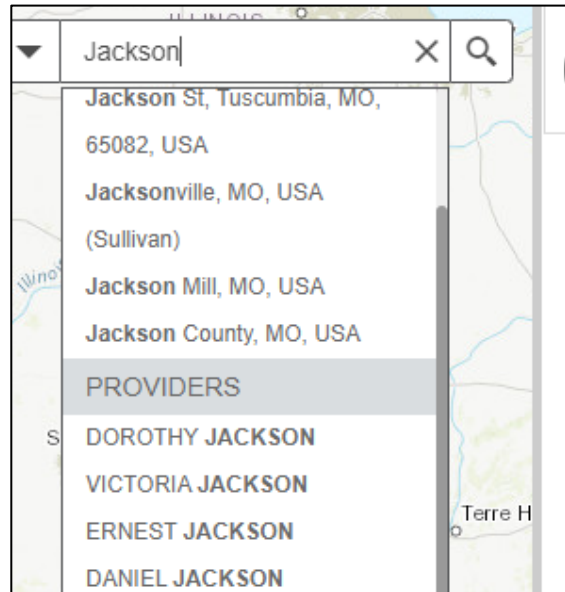 ILLINOIS
Jackson
Jackson St, Tuscumbia, MO,
65082, USA
Jacksonville, MO, USA
(Sullivan)
Jackson Mill, MO, USA
Jackson County, MO, USA
PROVIDERS
DOROTHY JACKSON
VICTORIA JACKSON
ERNEST JACKSON
DANIEL JACKSON
Terre H